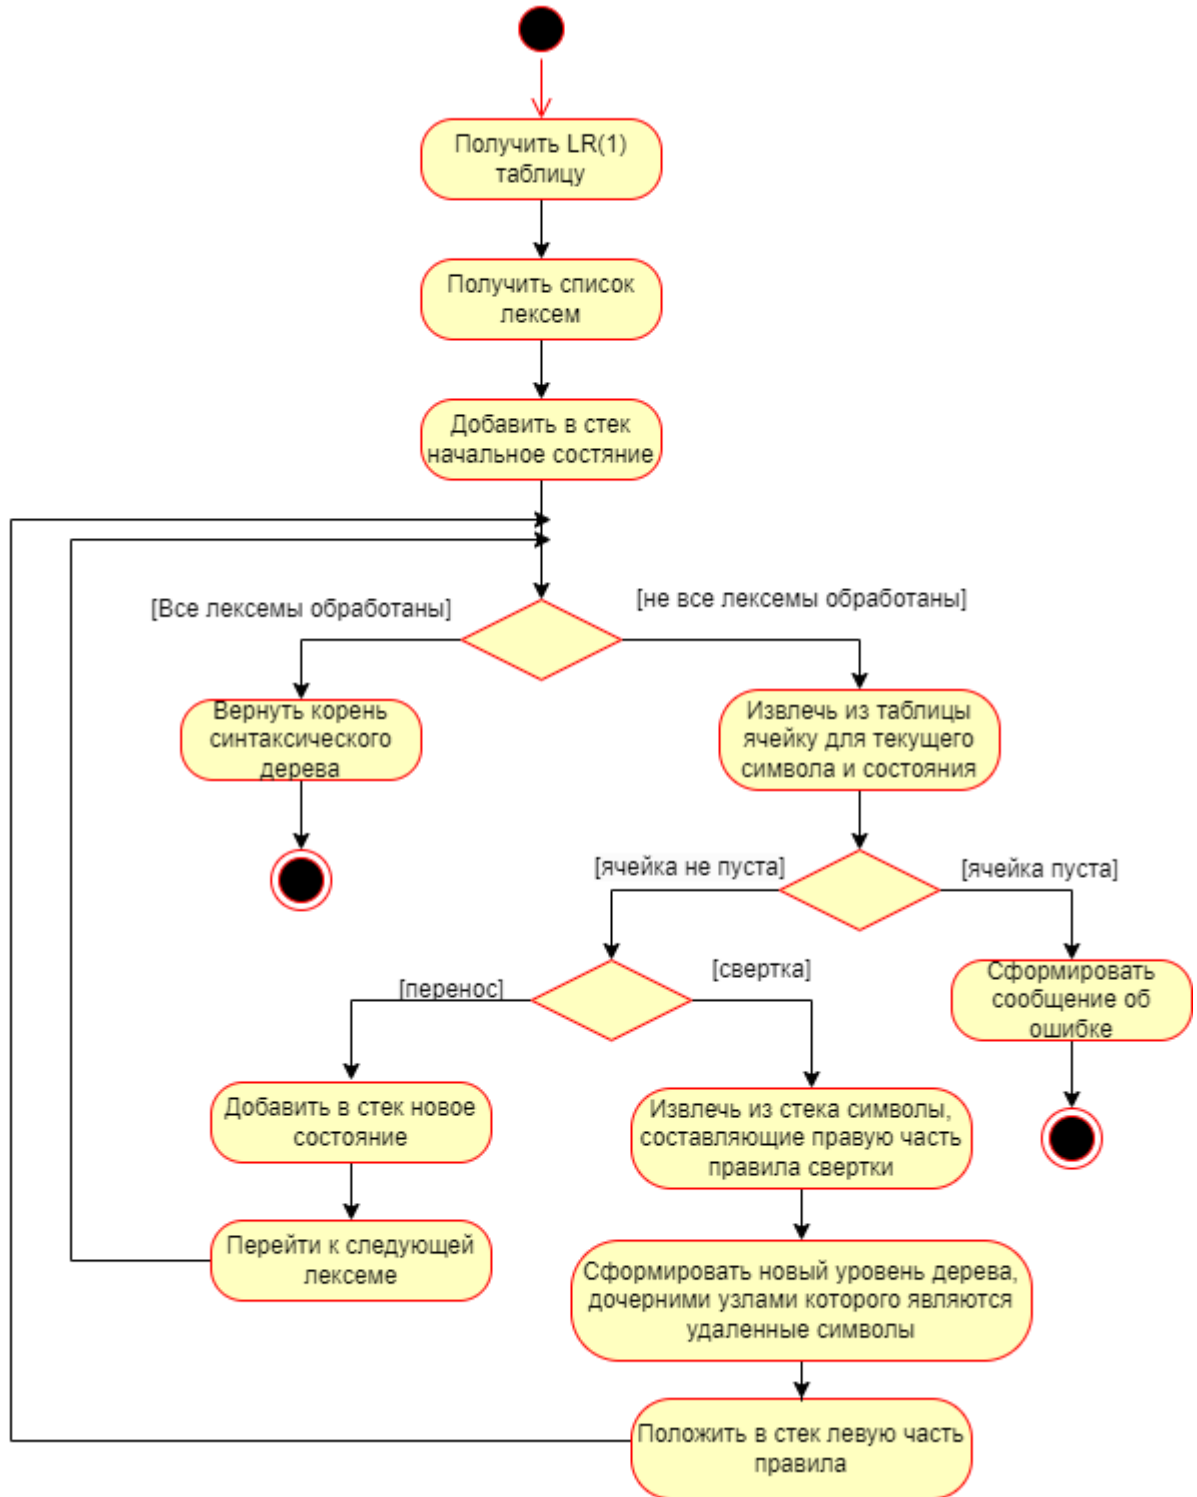 Получить LR(1)
таблицу
Получить список
лексем
Добавить в стек
начальное состяние
[Все лексемы обработаны]
[не все лексемы обработаны]
Вернуть корень
синтаксического
дерева
Извлечь из таблицы
ячейку для текущего
символа и состояния
[ячейка не пуста]
[ячейка пуста]
[перенос]
[свертка]
Сформировать
сообщение об
ошибке
Добавить в стек новое
состояние
Извлечь из стека символы,
составляющие правую часть
правила свертки
Перейти к следующей
лексеме
Сформировать новый уровень дерева,
дочерними узлами которого являются
удаленные символы
Положить в стек левую часть
правила